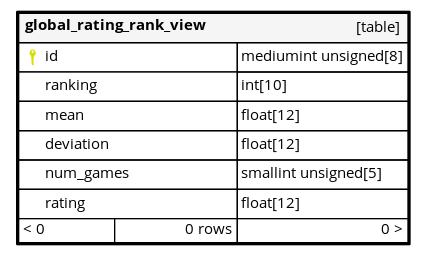 global_rating_rank_view [table]
id mediumint unsigned[8]
ranking int[10]
mean float[12]
deviation float[12]
num_games smallint unsigned[5]
rating float[12]
< 0 0 rows 0 >